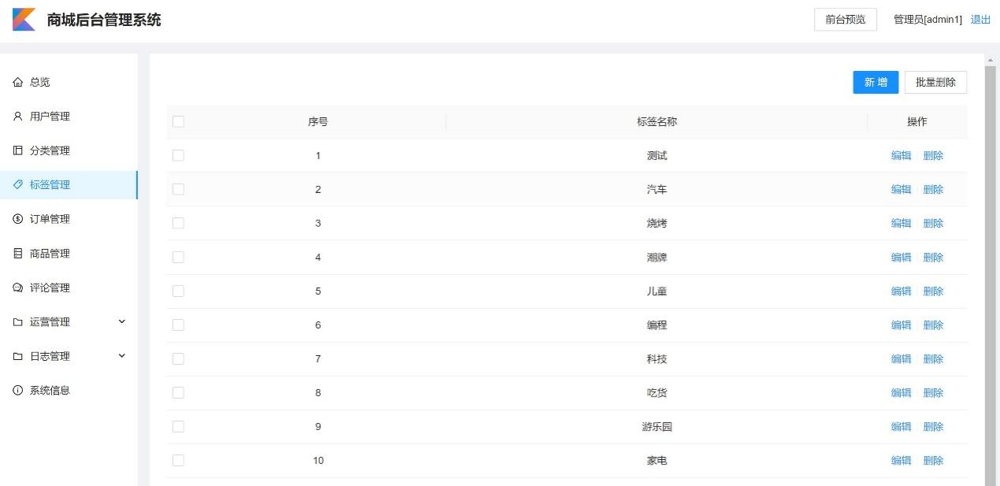 商城后台管理系统
前台预览 管理员[admin1] 退出
总览
用户管理
分类管理
标签管理
订单管理
商品管理
评论管理
运营管理
日志管理
系统信息
新 增 批量删除
序号 标签名称 操作
1 测试 编辑 删除
2 汽车 编辑 删除
3 烧烤 编辑 删除
4 潮牌 编辑 删除
5 儿童 编辑 删除
6 编程 编辑 删除
7 科技 编辑 删除
8 吃货 编辑 删除
9 游乐园 编辑 删除
10 家电 编辑 删除